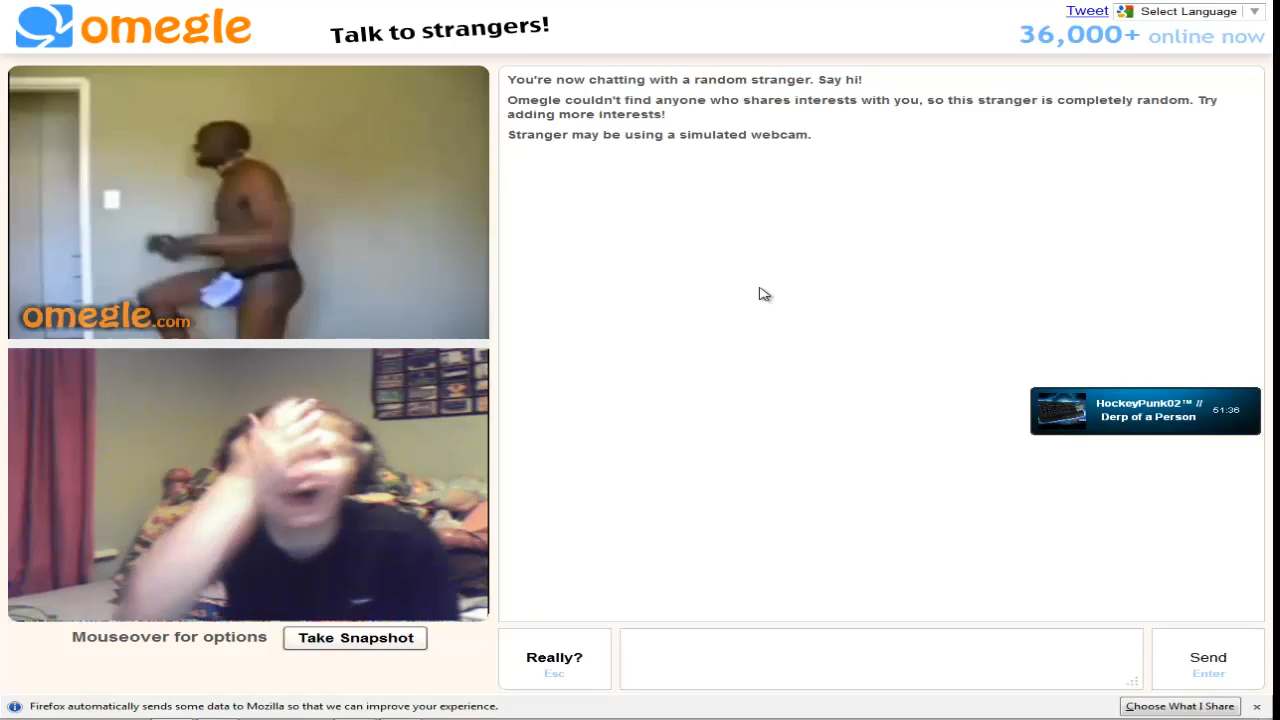 omegle
Talk to strangers!
Tweet
Select Language
36,000+ online now
You're now chatting with a random stranger. Say hi!
Omegle couldn't find anyone who shares interests with you, so this stranger is completely random. Try
adding more interests!
Stranger may be using a simulated webcam.
omegle.com
HockeyPunk02™ //
Derp of a Person
51:36
Mouseover for options
Take Snapshot
Really?
Esc
Send
Enter
Firefox automatically sends some data to Mozilla so that we can improve your experience.
Choose What I Share